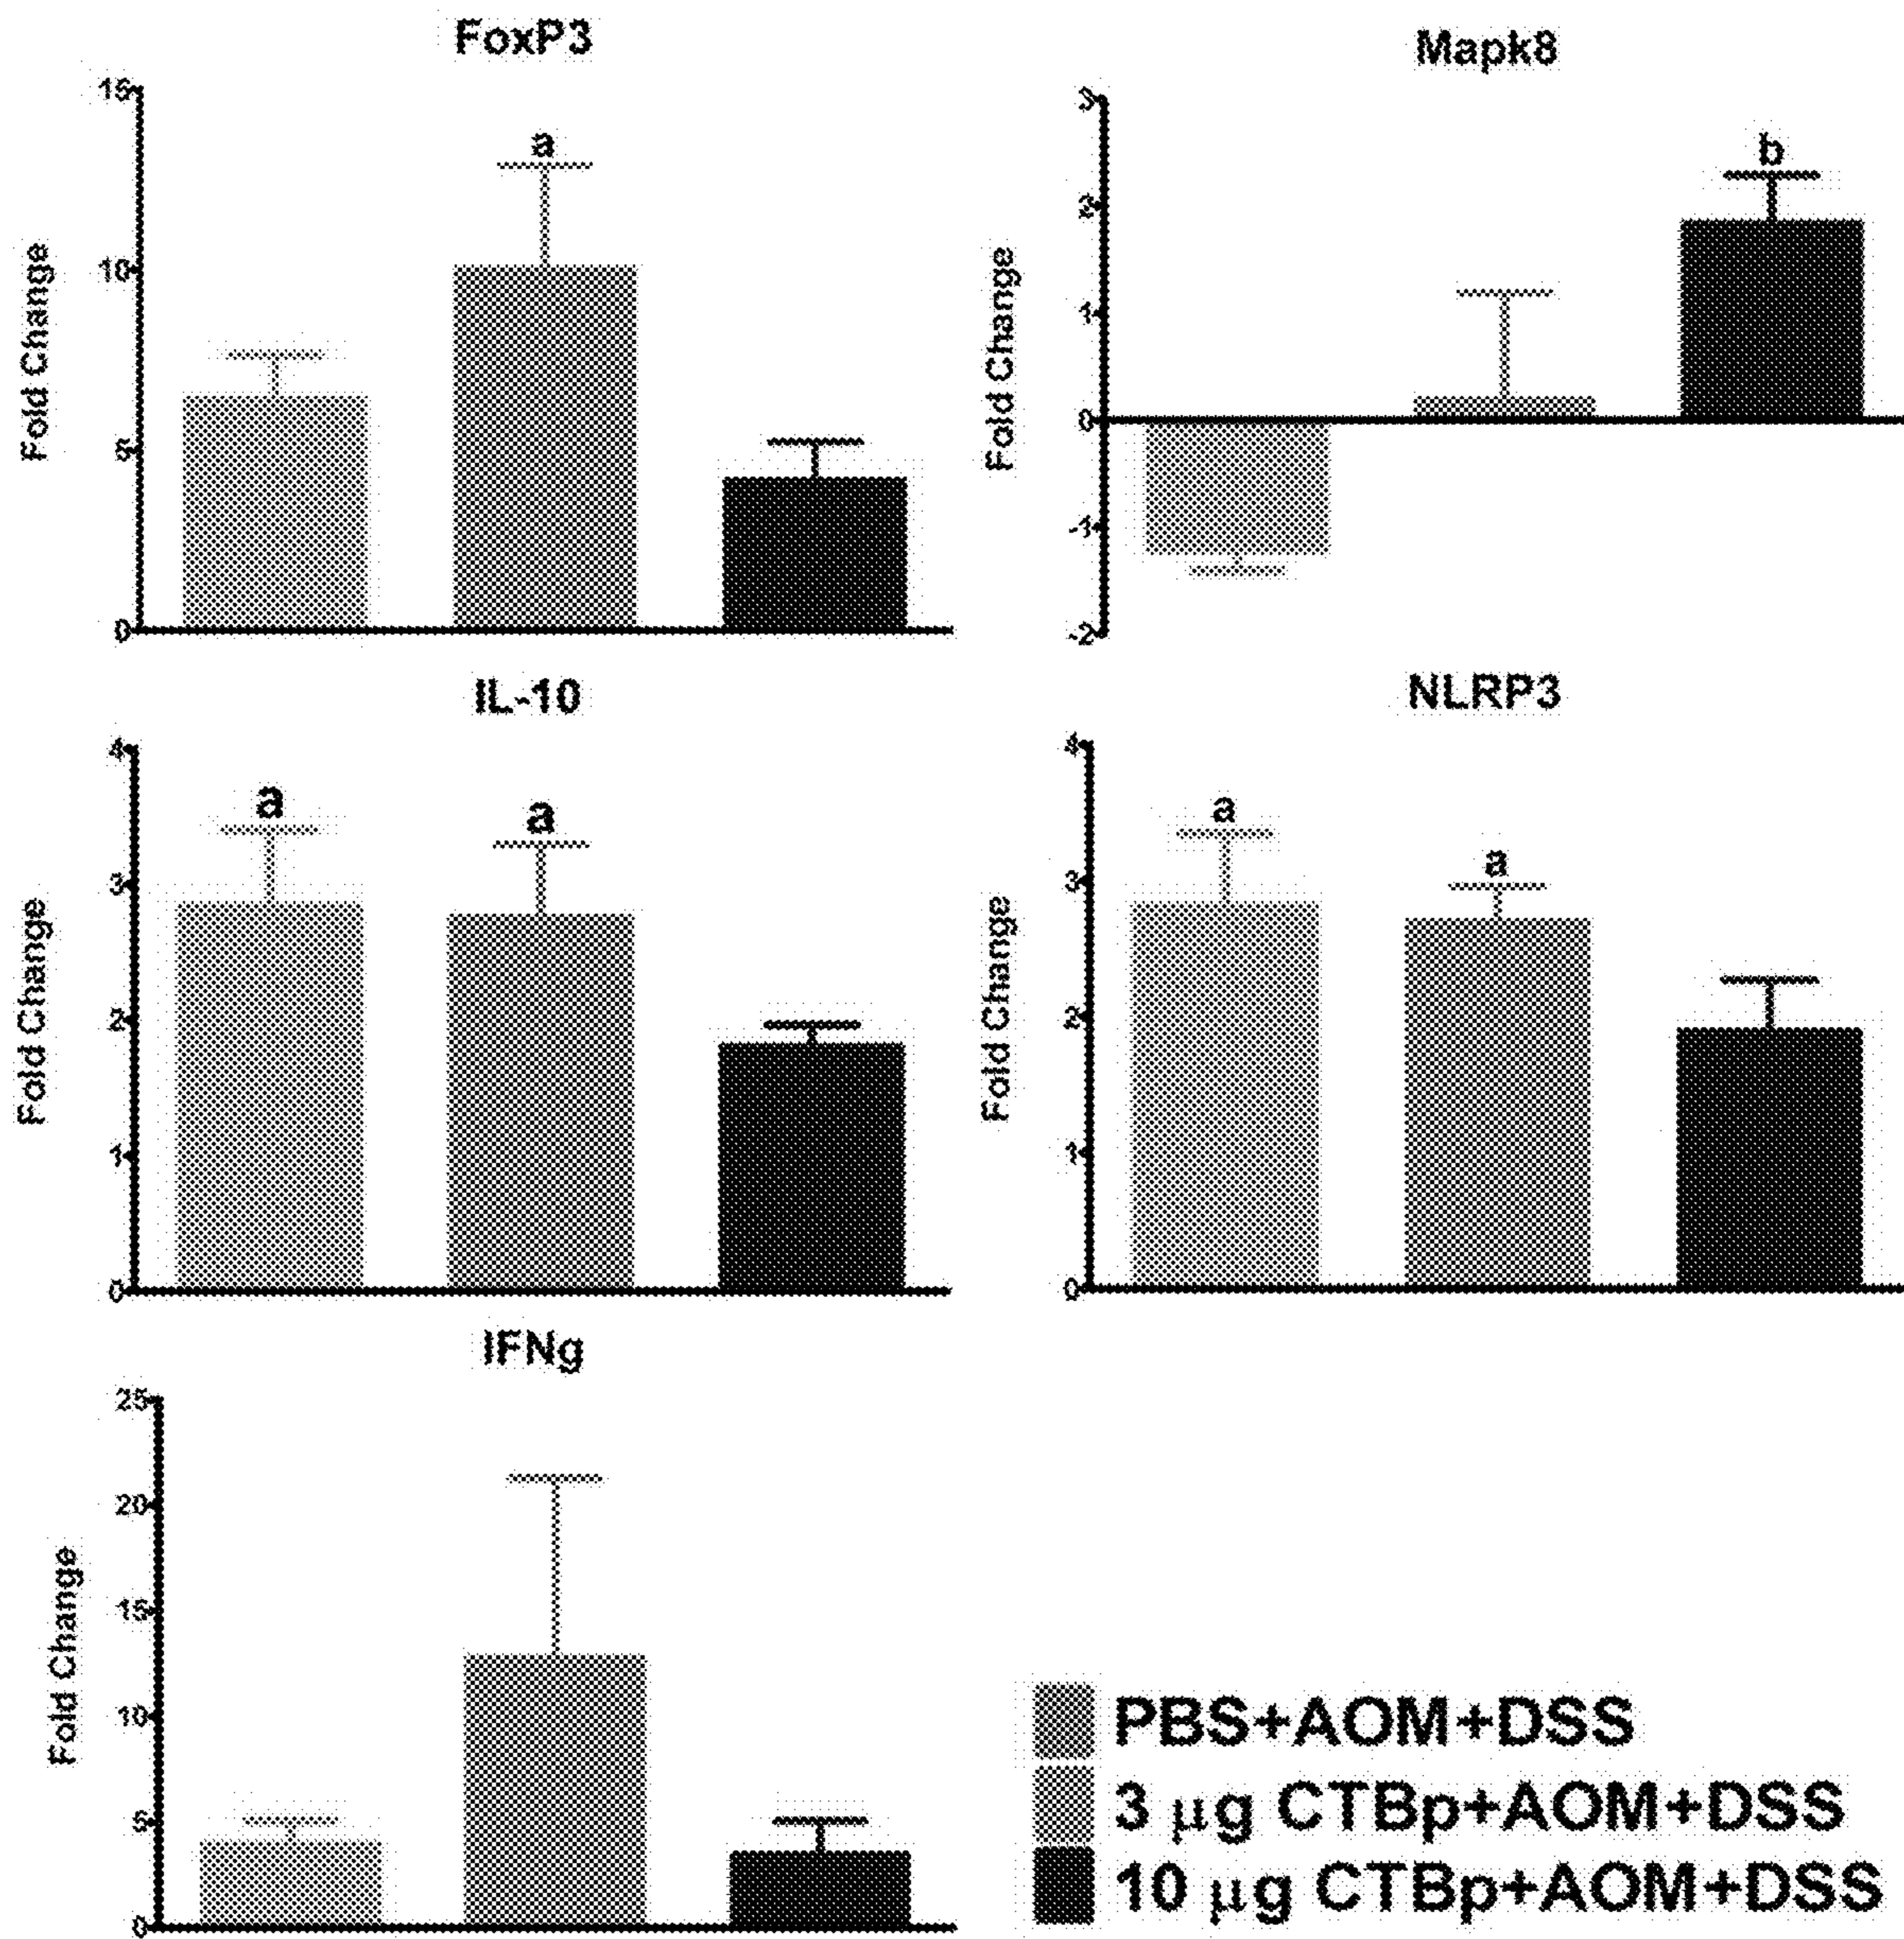 FoxP3
15
10
5
0
Fold Change
a
Mapk8
3
2
1
0
-1
-2
Fold Change
b
IL-10
4
3
2
1
0
Fold Change
a
a
NLRP3
4
3
2
1
0
Fold Change
a
a
IFNg
25
20
15
10
5
0
Fold Change
PBS+AOM+DSS
3 μg CTBp+AOM+DSS
10 μg CTBp+AOM+DSS